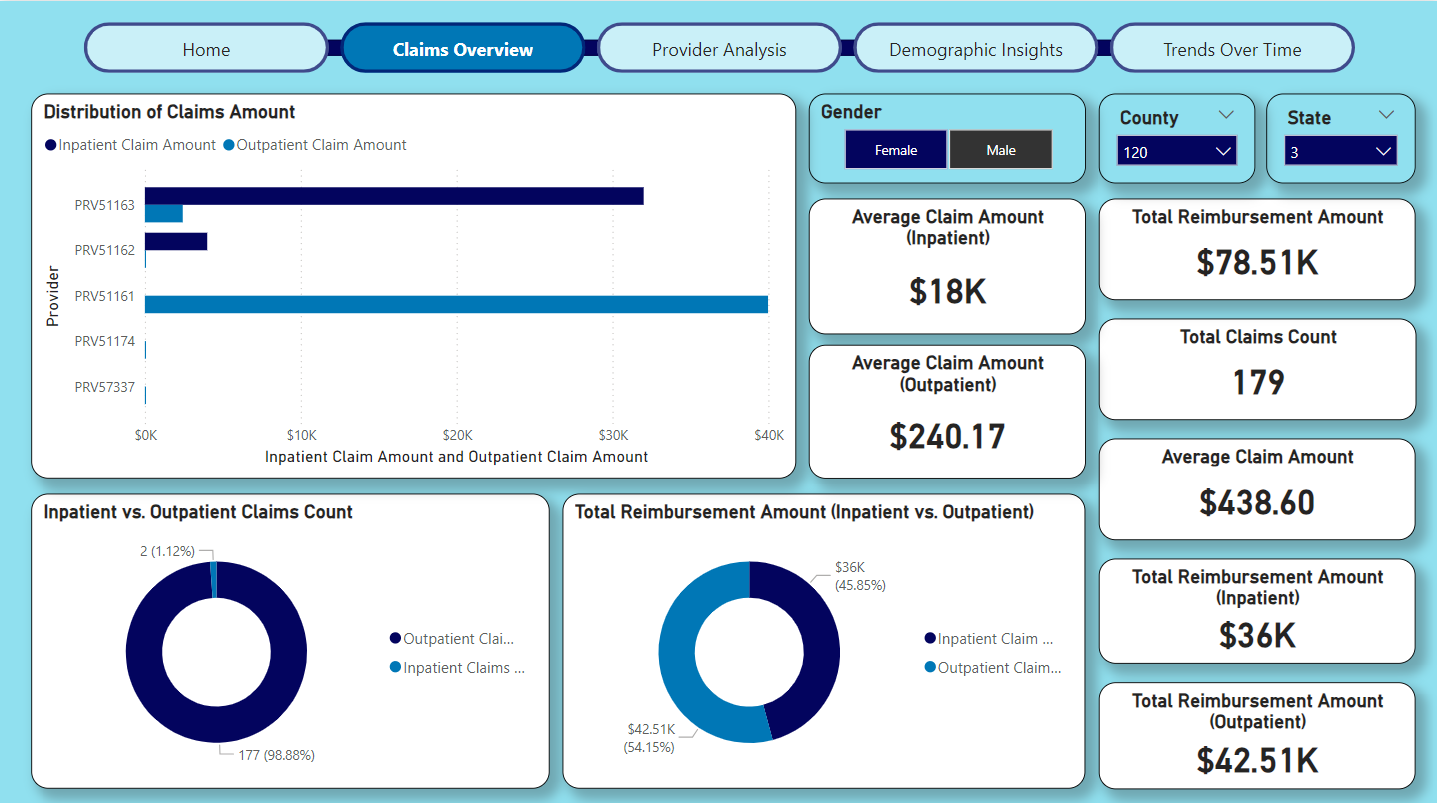 Home
Claims Overview
Provider Analysis
Demographic Insights
Trends Over Time
Distribution of Claims Amount
Inpatient Claim Amount
Outpatient Claim Amount
Provider
PRV51163
PRV51162
PRV51161
PRV51174
PRV57337
$0K
$10K
$20K
$30K
$40K
Inpatient Claim Amount and Outpatient Claim Amount
Gender
Female
Male
County
120
State
3
Average Claim Amount
(Inpatient)
$18K
Average Claim Amount
(Outpatient)
$240.17
Total Reimbursement Amount
$78.51K
Total Claims Count
179
Average Claim Amount
$438.60
Total Reimbursement Amount
(Inpatient)
$36K
Total Reimbursement Amount
(Outpatient)
$42.51K
Inpatient vs. Outpatient Claims Count
2 (1.12%)
177 (98.88%)
Outpatient Clai...
Inpatient Claims ...
Total Reimbursement Amount (Inpatient vs. Outpatient)
$36K
(45.85%)
$42.51K
(54.15%)
Inpatient Claim ...
Outpatient Claim...